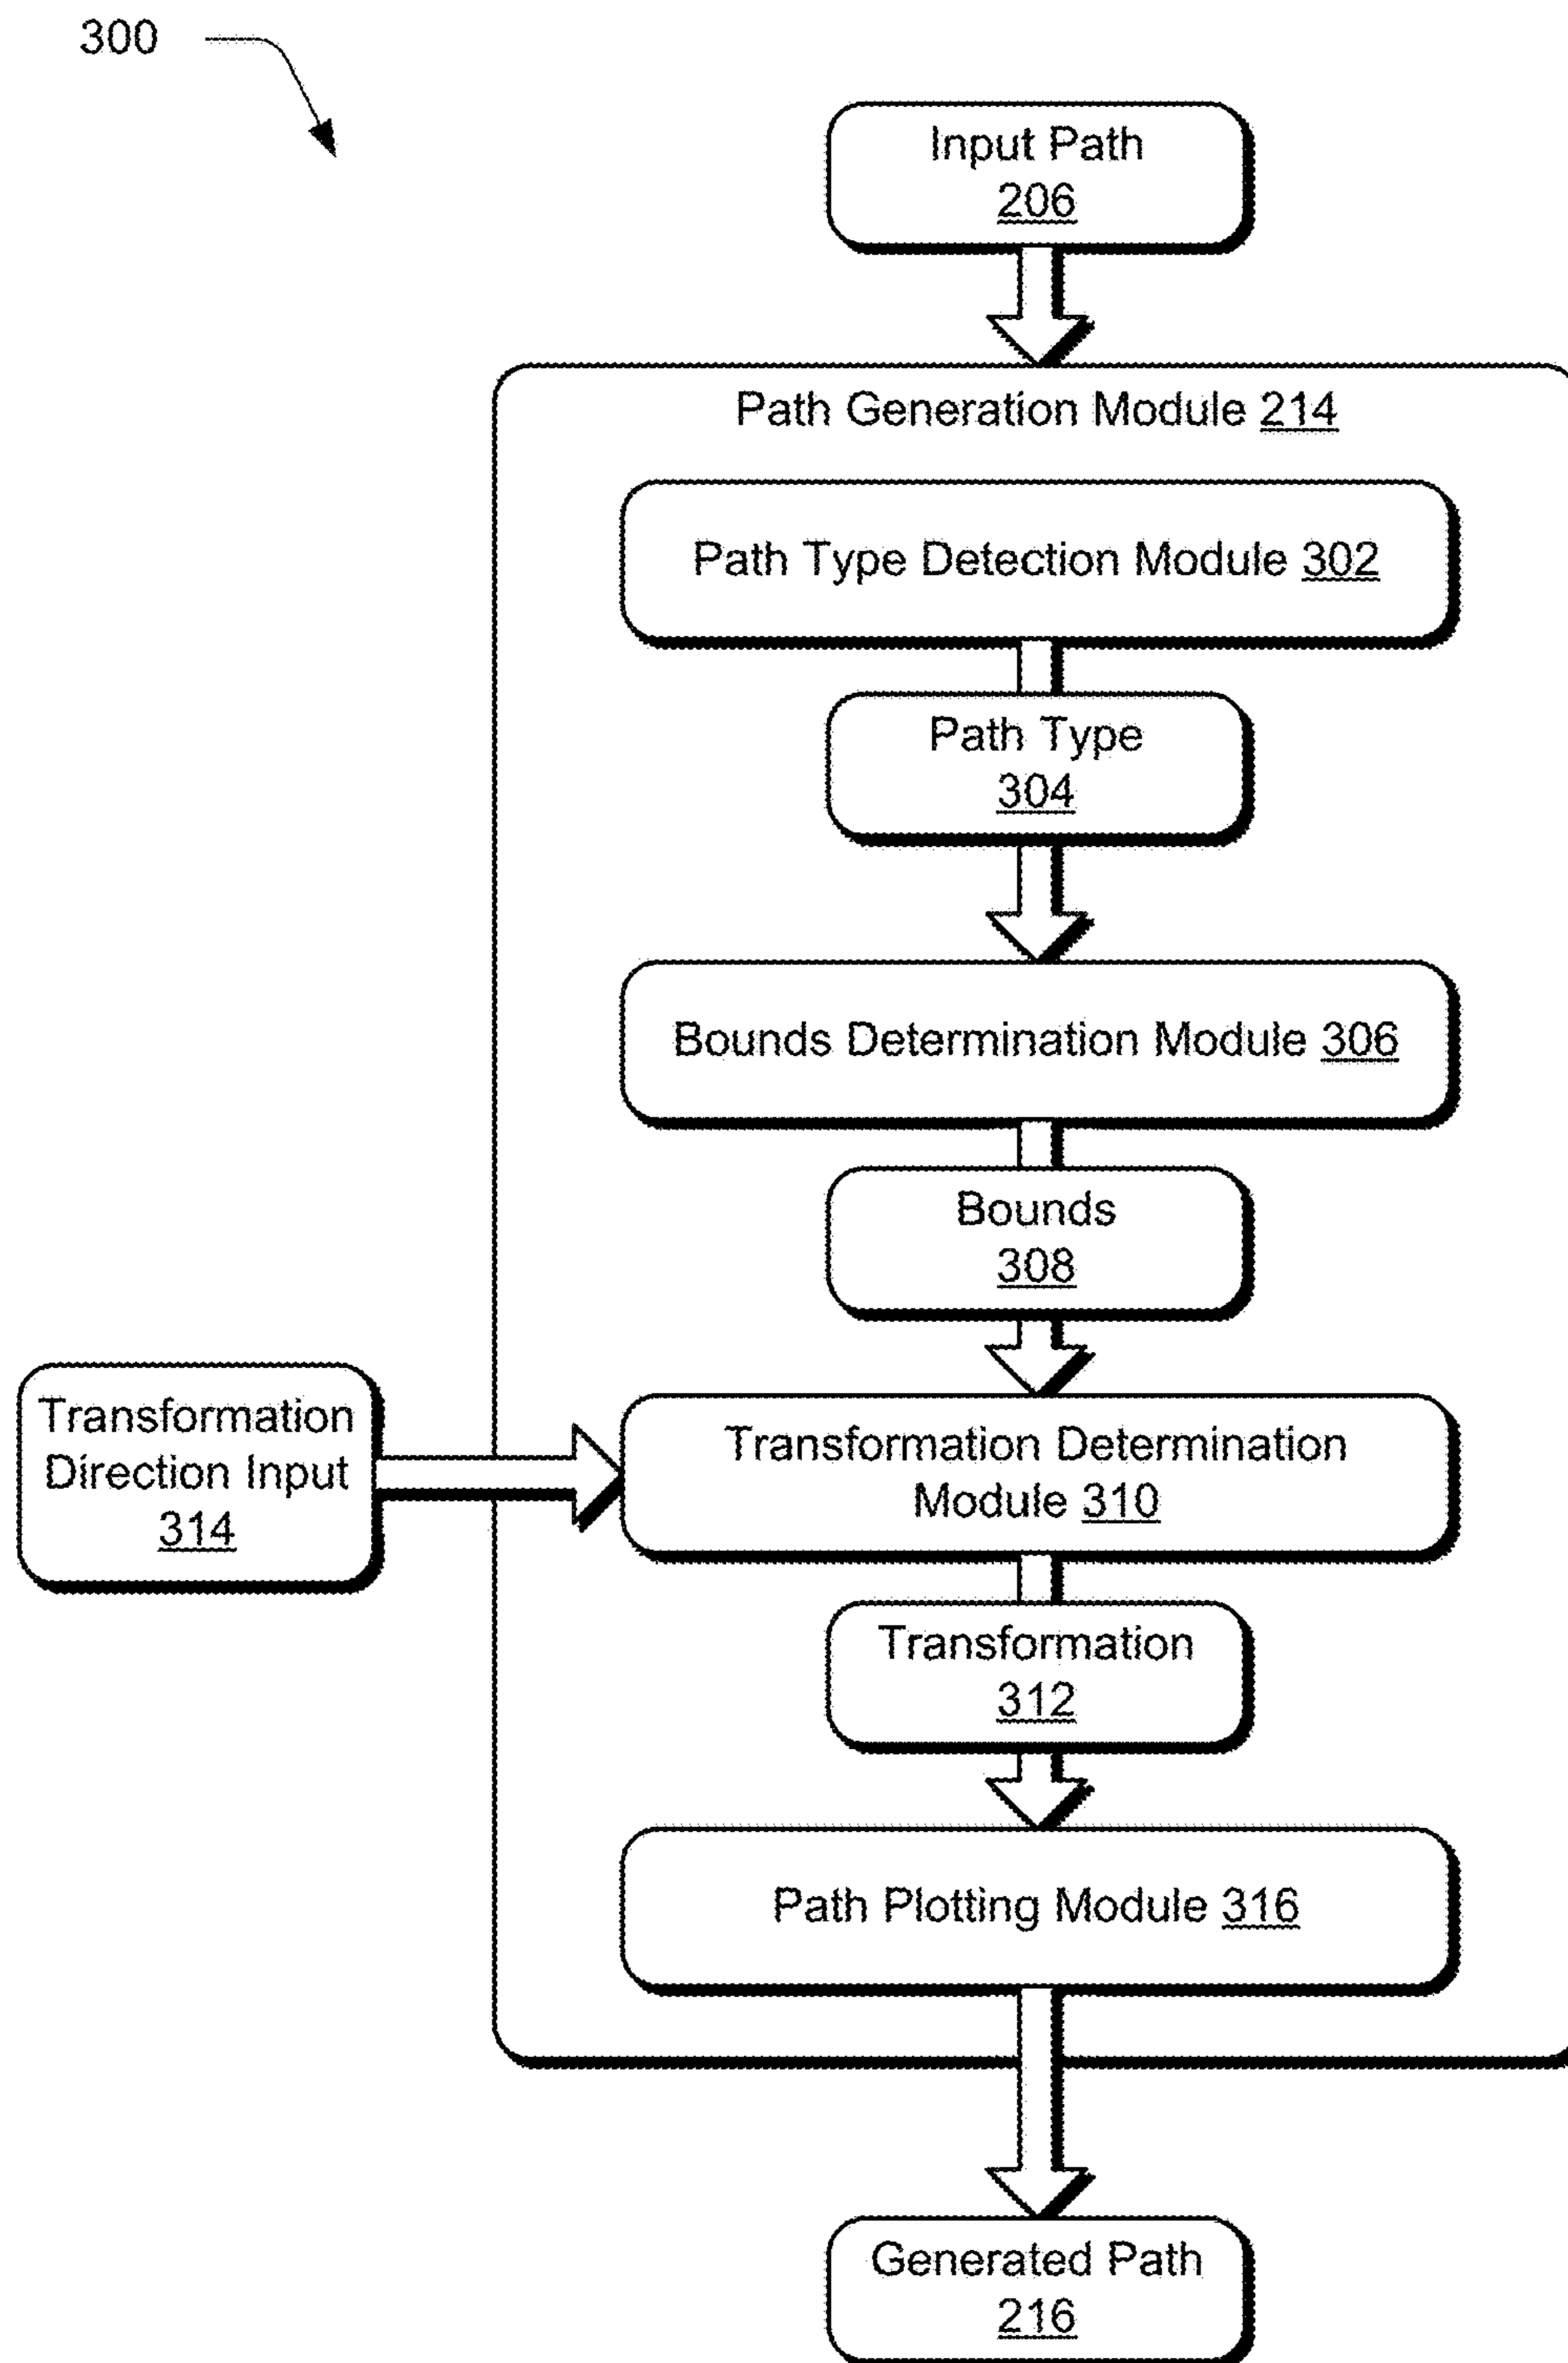 300
Input Path
206
Path Generation Module 214
Path Type Detection Module 302
Path Type
304
Bounds Determination Module 306
Bounds
308
Transformation
Direction Input
314
Transformation Determination
Module 310
Transformation
312
Path Plotting Module 316
Generated Path
216